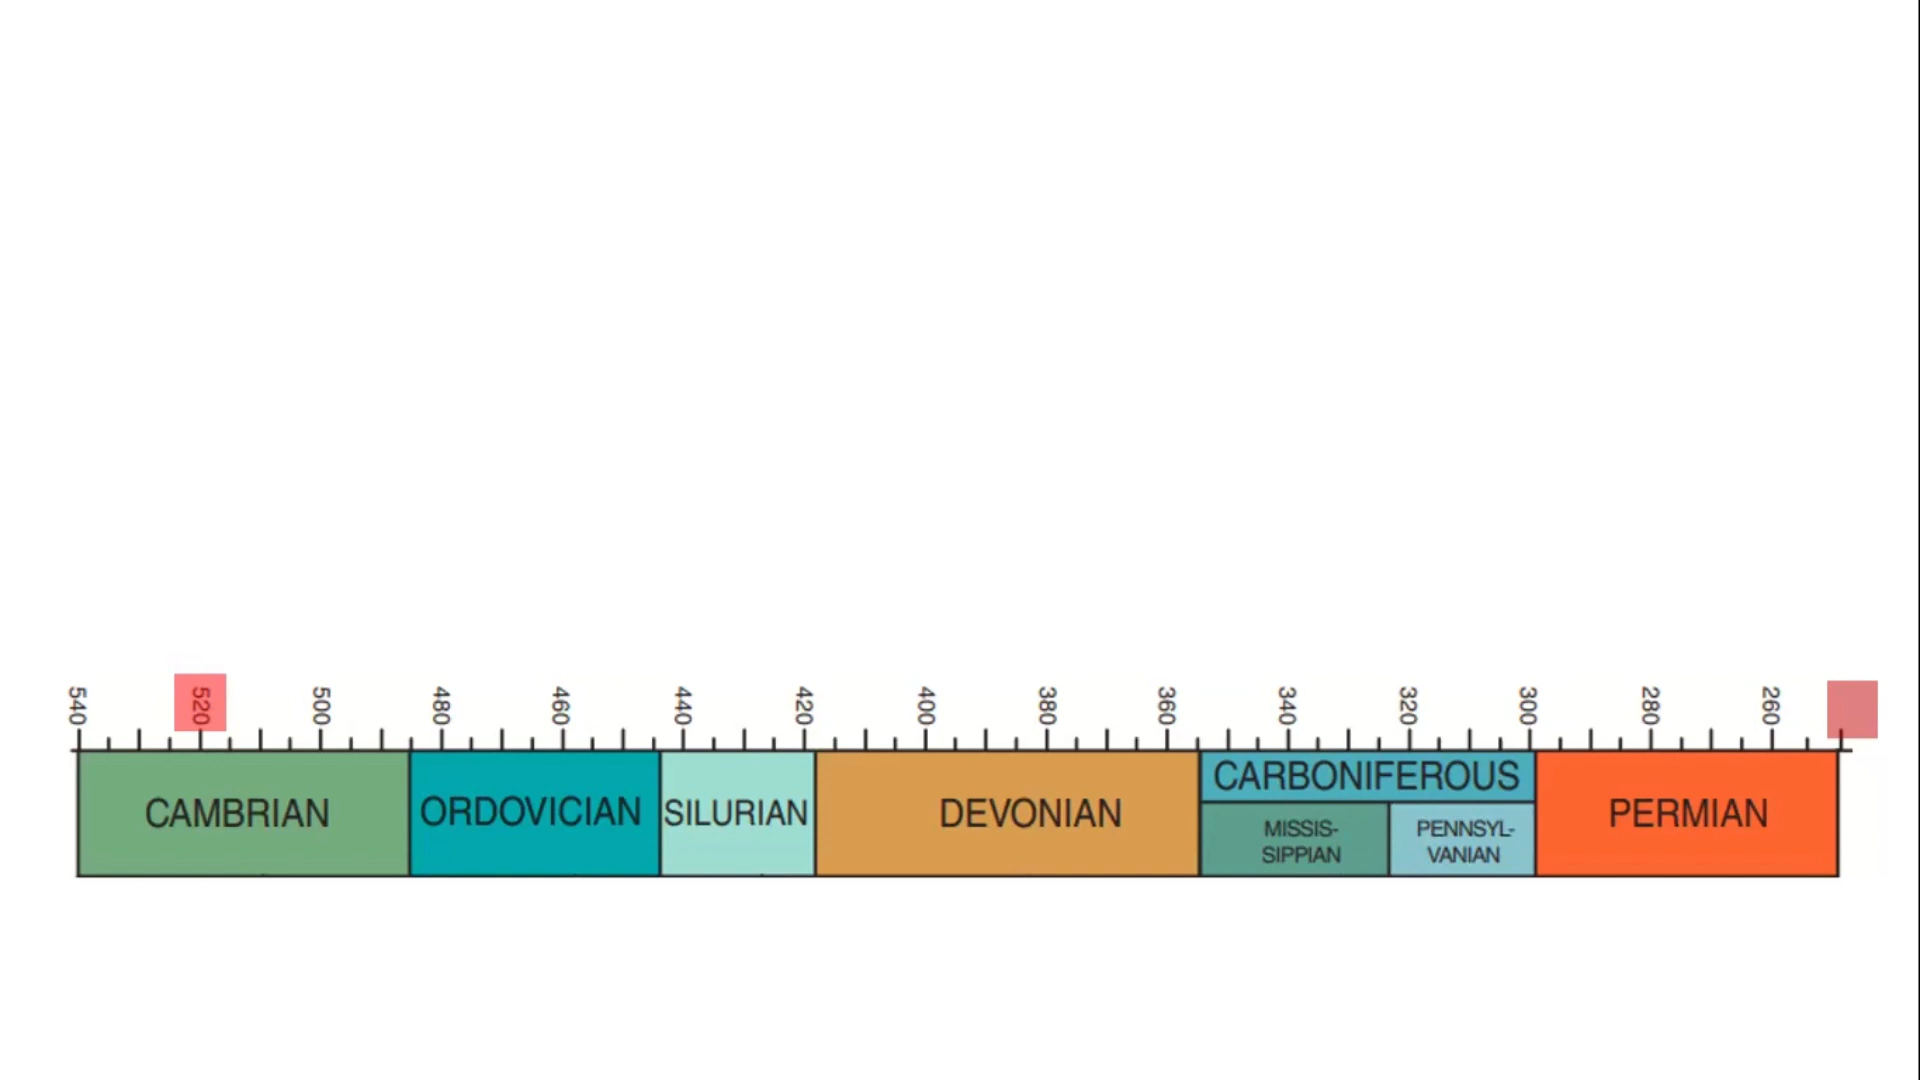 540 520 500 480 460 440 420 400 380 360 340 320 300 280 260
CAMBRIAN
ORDOVICIAN
SILURIAN
DEVONIAN
CARBONIFEROUS
MISSIS-
SIPPIAN
PENNSYL-
VANIAN
PERMIAN